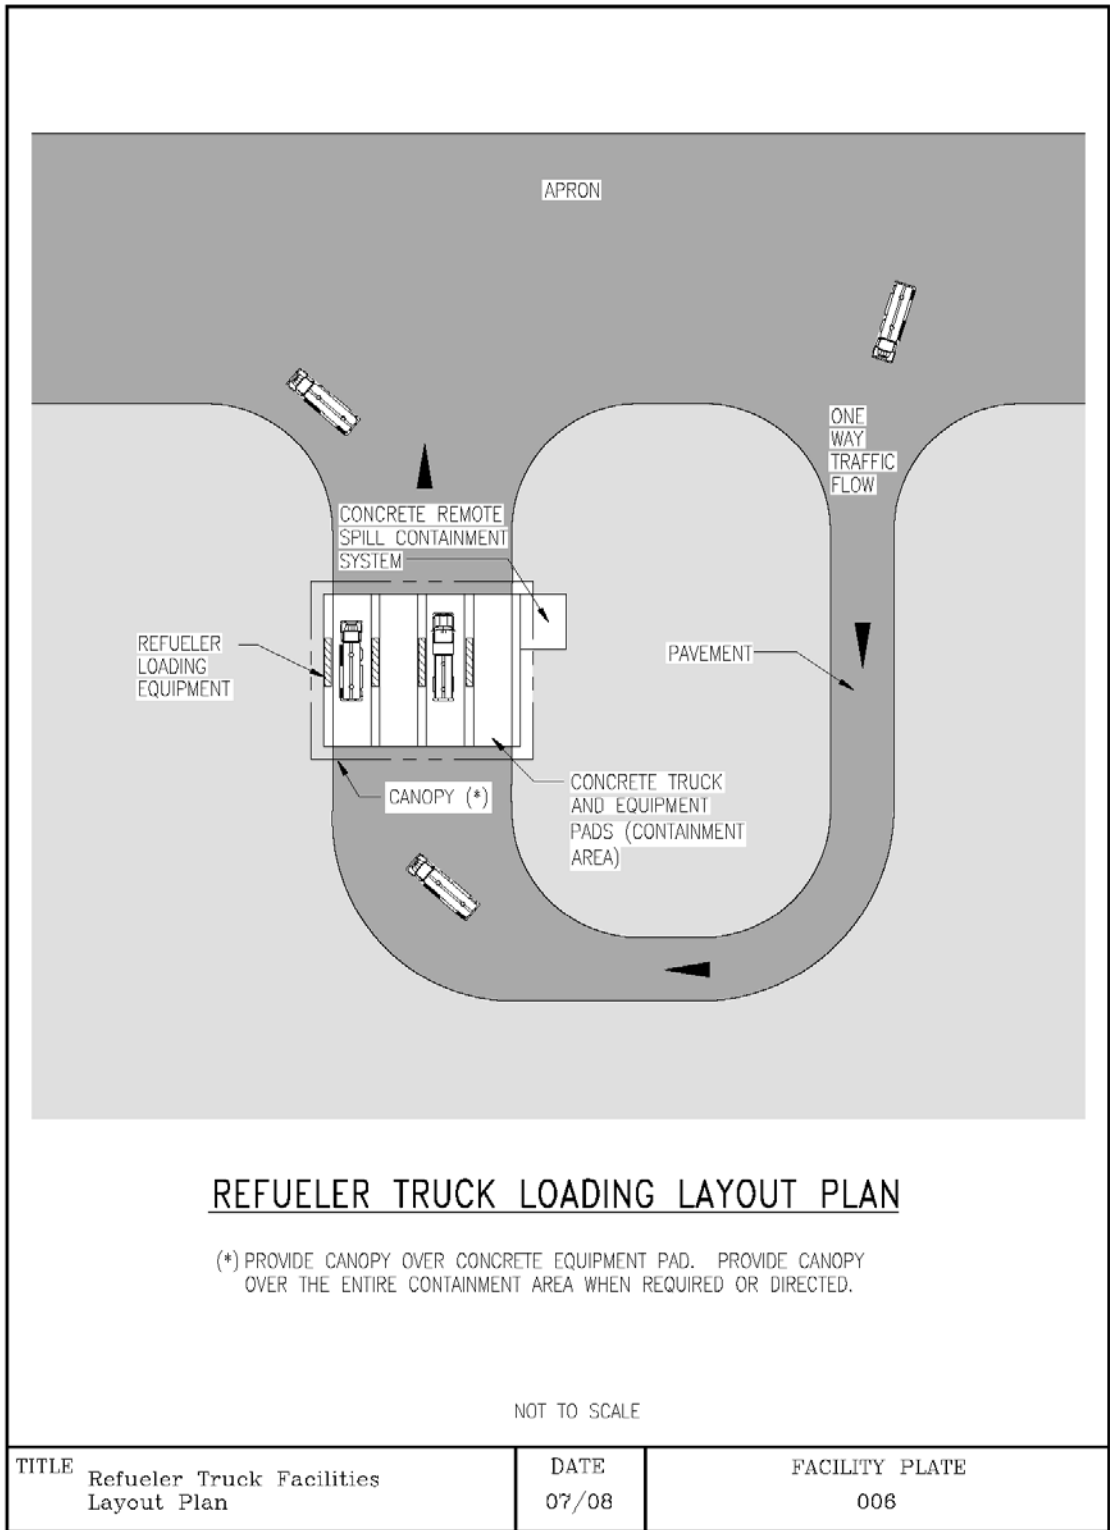 APRON
ONE
WAY
TRAFFIC
FLOW
CONCRETE REMOTE
SPILL CONTAINMENT
SYSTEM
REFUELER
LOADING
EQUIPMENT
PAVEMENT
CANOPY (*)
CONCRETE TRUCK
AND EQUIPMENT
PADS (CONTAINMENT
AREA)
REFUELER TRUCK LOADING LAYOUT PLAN
(*) PROVIDE CANOPY OVER CONCRETE EQUIPMENT PAD. PROVIDE CANOPY
OVER THE ENTIRE CONTAINMENT AREA WHEN REQUIRED OR DIRECTED.
NOT TO SCALE
TITLE
Refueler Truck Facilities
Layout Plan
DATE
07/08
FACILITY PLATE
006